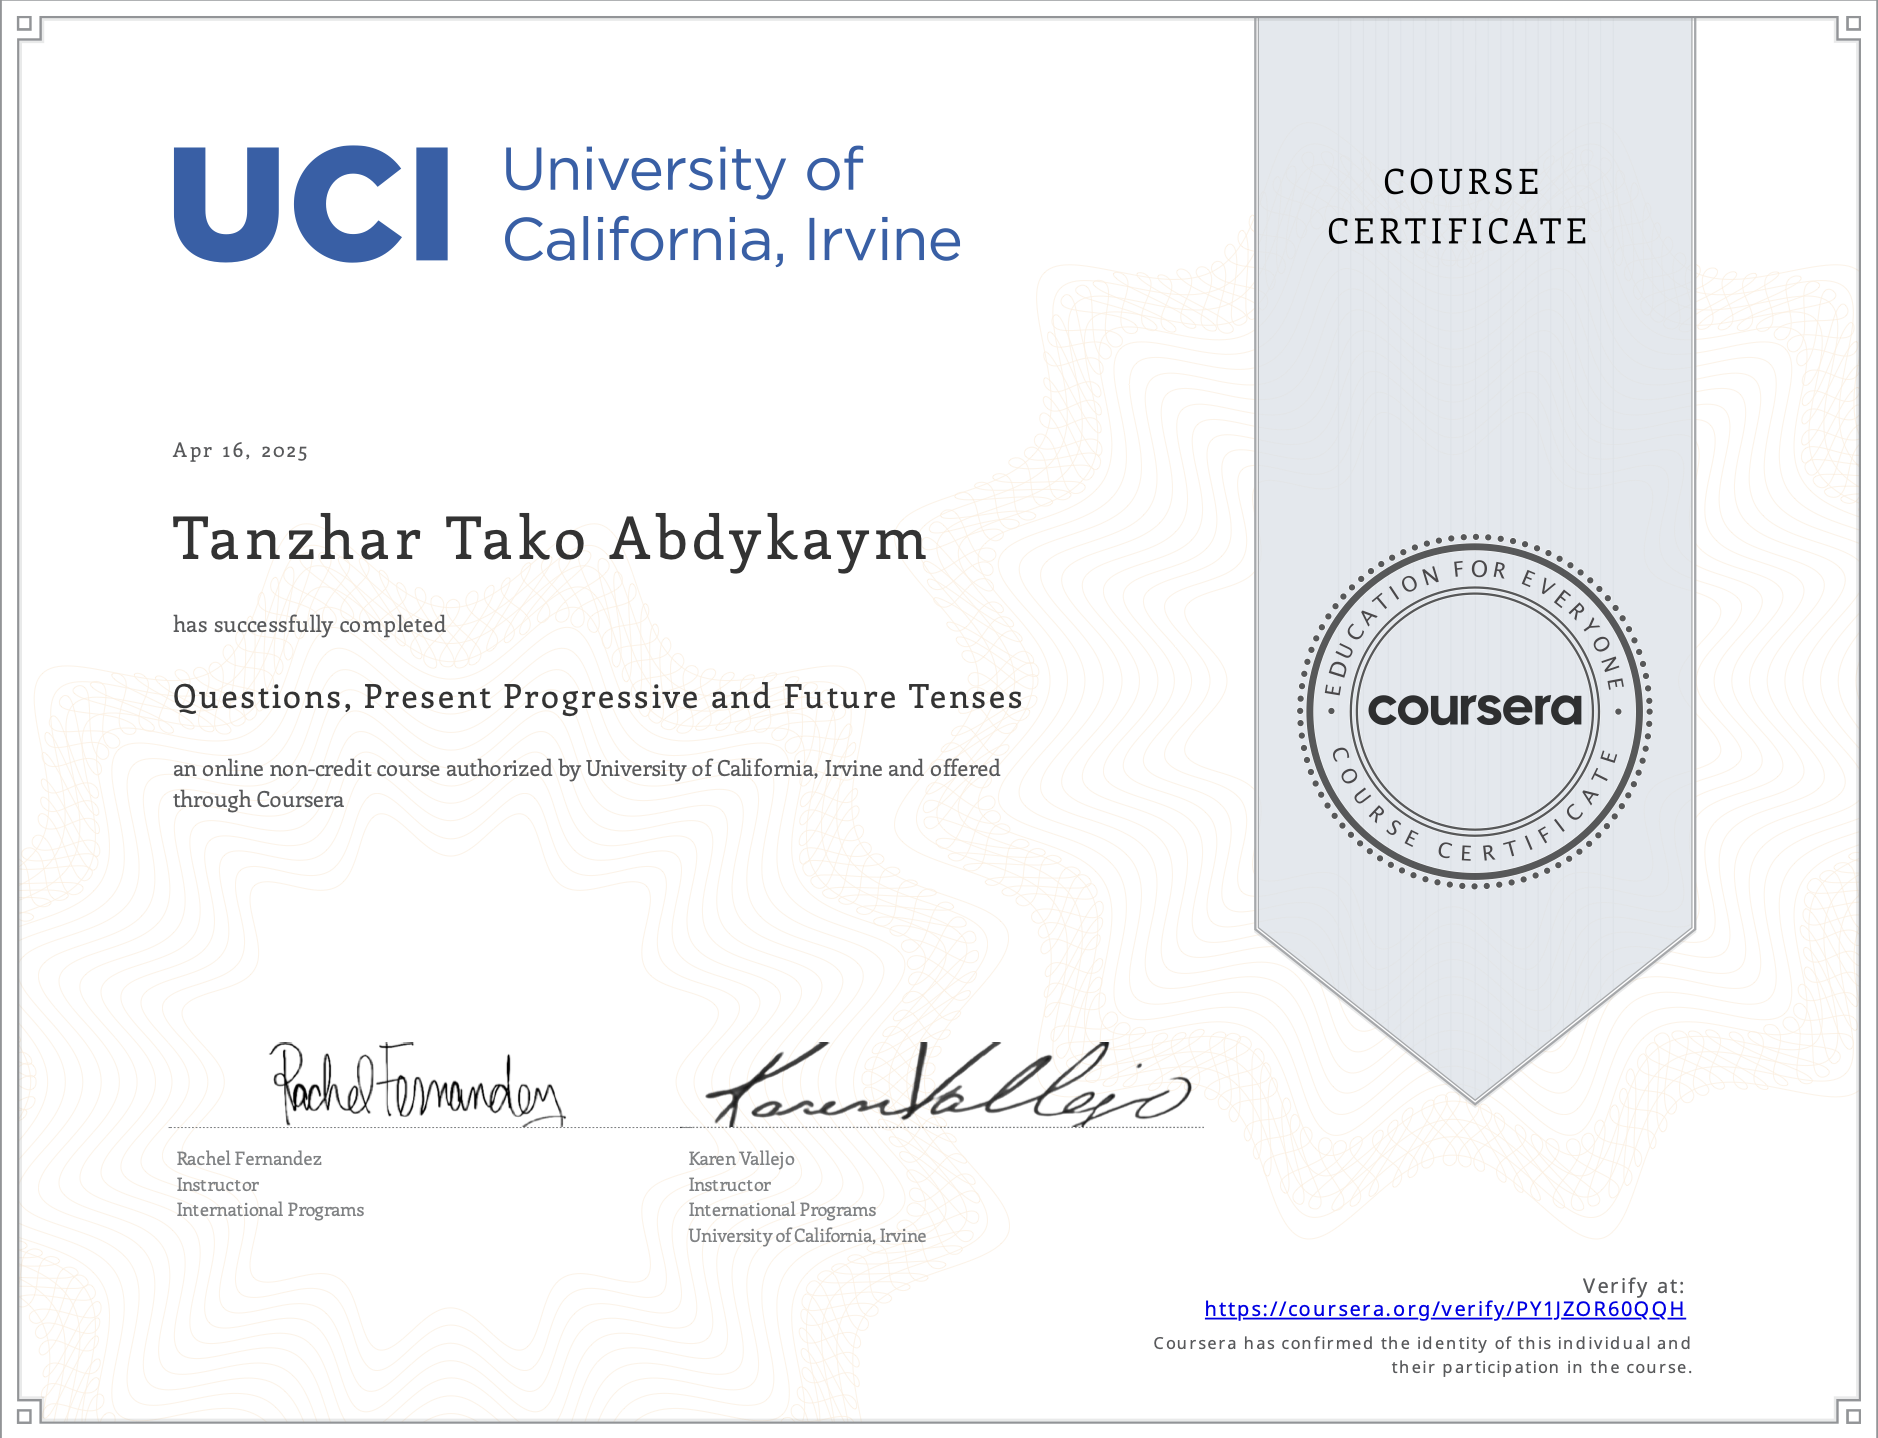 UCI University of
California, Irvine
COURSE
CERTIFICATE
Apr 16, 2025
Tanzhar Tako Abdykaym
has successfully completed
Questions, Present Progressive and Future Tenses
an online non-credit course authorized by University of California, Irvine and offered
through Coursera
EDUCATION FOR EVERYONE
coursera
COURSE CERTIFICATE
Rachel Fernandez
Karen Vallejo
Rachel Fernandez
Instructor
International Programs
Karen Vallejo
Instructor
International Programs
University of California, Irvine
Verify at:
https://coursera.org/verify/PY1JZOR60QQH
Coursera has confirmed the identity of this individual and
their participation in the course.